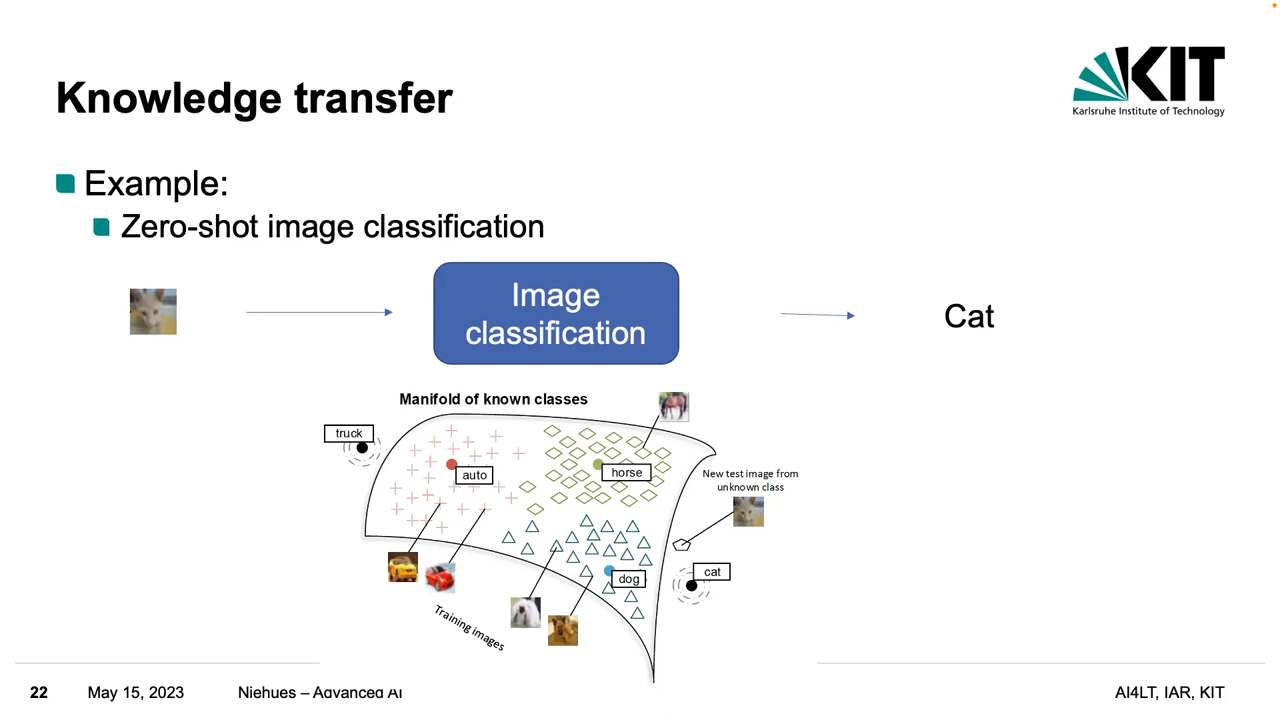 KIT
Karlsruhe Institute of Technology
Knowledge transfer
Example:
Zero-shot image classification
Image
classification
Cat
Manifold of known classes
truck
auto
horse
New test image from
unknown class
cat
dog
Training images
22 May 15, 2023 Niehues – Advanced AI AI4LT, IAR, KIT